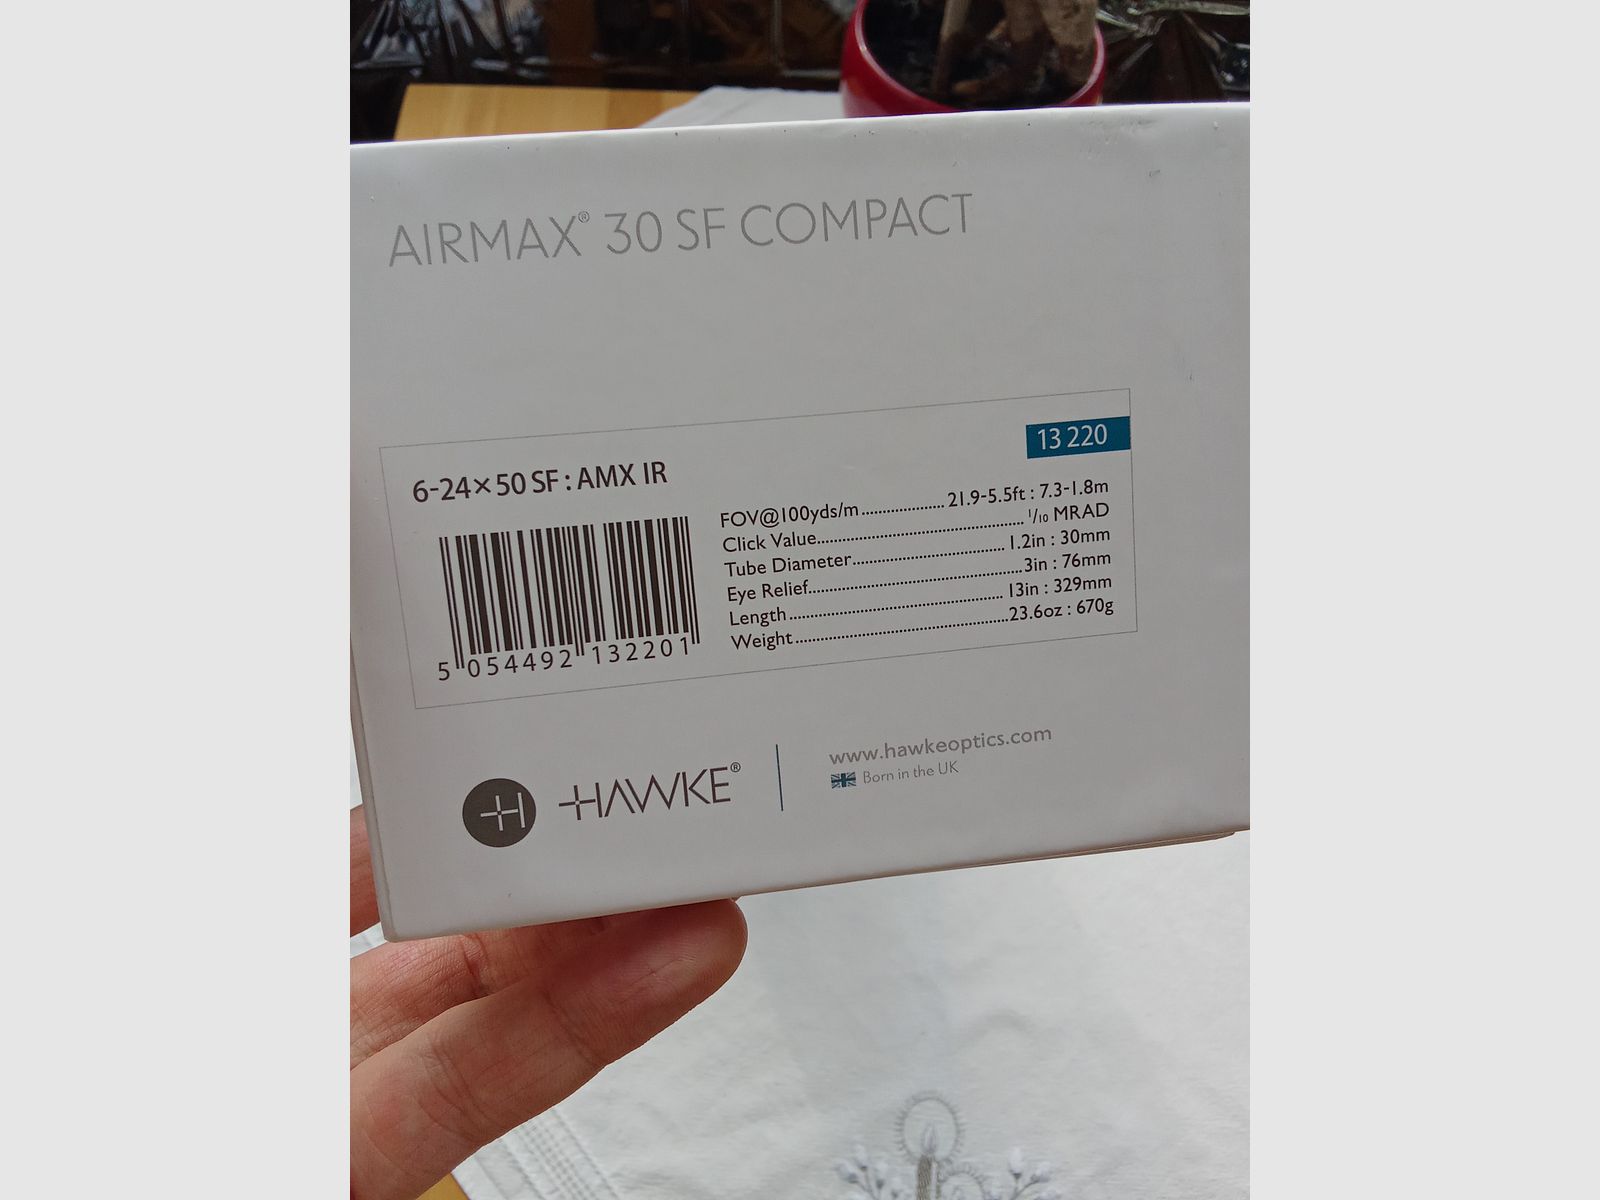 AIRMAX® 30 SF COMPACT
13 220
6-24×50 SF : AMX IR
FOV@100yds/m.....................21.9-5.5ft : 7.3-1.8m
Click Value.....................1/10 MRAD
Tube Diameter.....................1.2in : 30mm
Eye Relief.....................3in : 76mm
Length.....................13in : 329mm
Weight.....................23.6oz : 670g
5 054492 132201
HAWKE®
www.hawkeoptics.com
Born in the UK